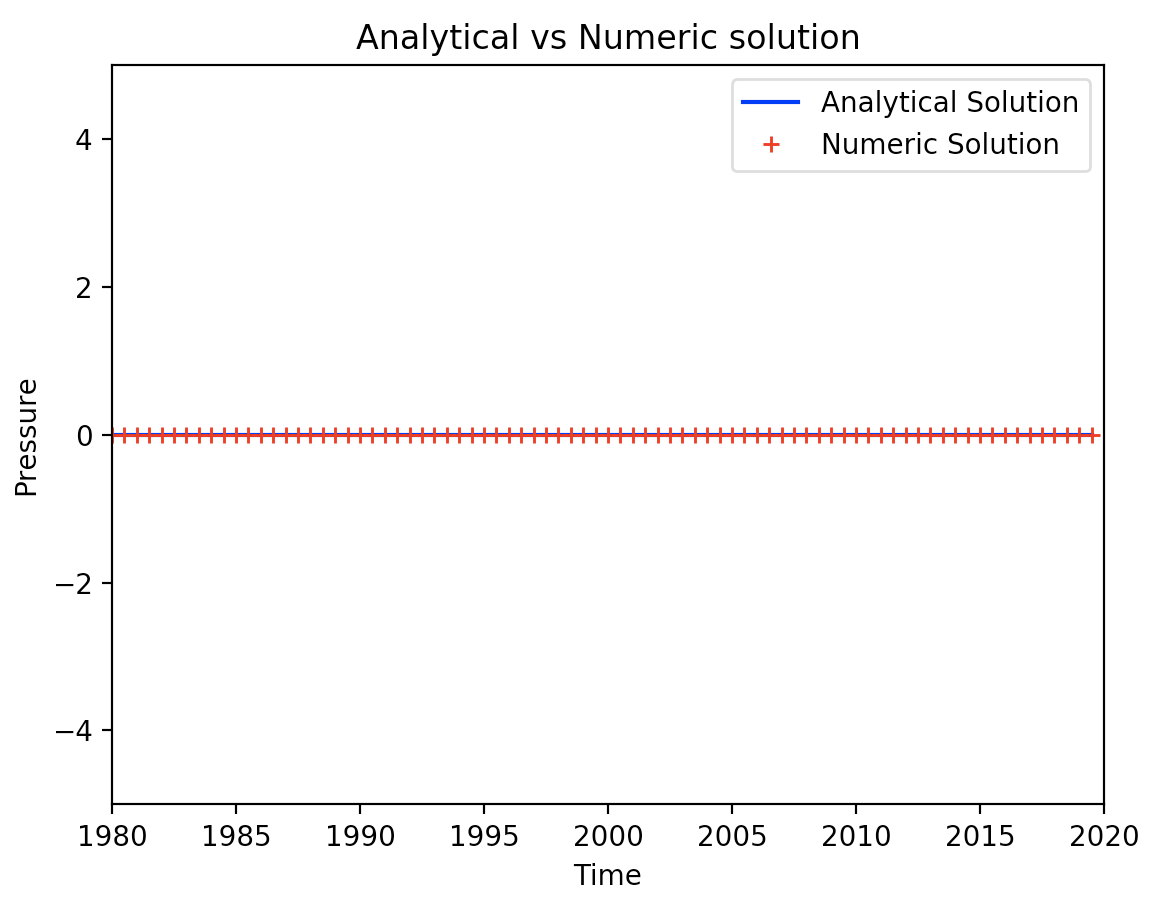 Analytical vs Numeric solution
Analytical Solution
Numeric Solution
4
2
0
−2
−4
Pressure
1980 1985 1990 1995 2000 2005 2010 2015 2020
Time